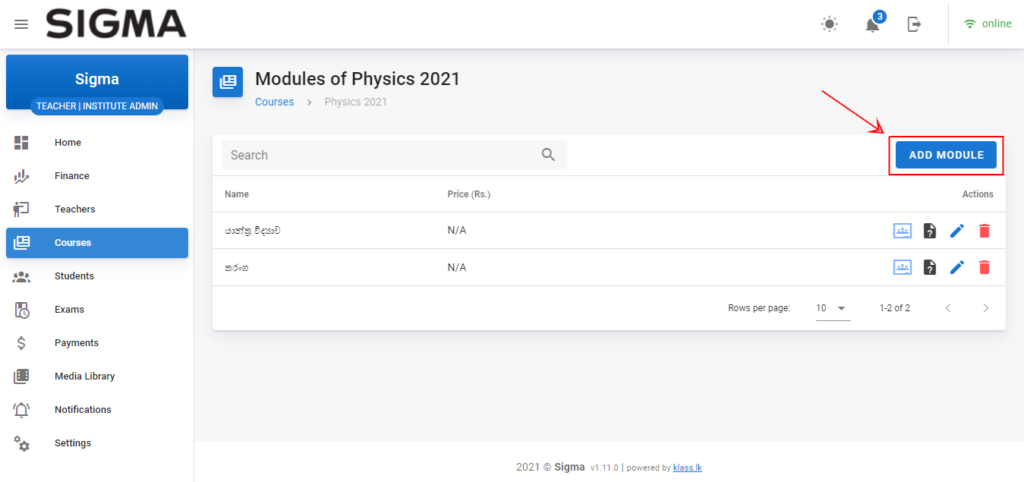 SIGMA
3
online
Sigma
TEACHER | INSTITUTE ADMIN
Home
Finance
Teachers
Courses
Students
Exams
Payments
Media Library
Notifications
Settings
Modules of Physics 2021
Courses > Physics 2021
Search
ADD MODULE
Name Price (Rs.) Actions
යාන්ත්‍ර විද්‍යාව N/A
තරංග N/A
Rows per page: 10 1-2 of 2
2021 © Sigma v1.11.0 | powered by klass.lk